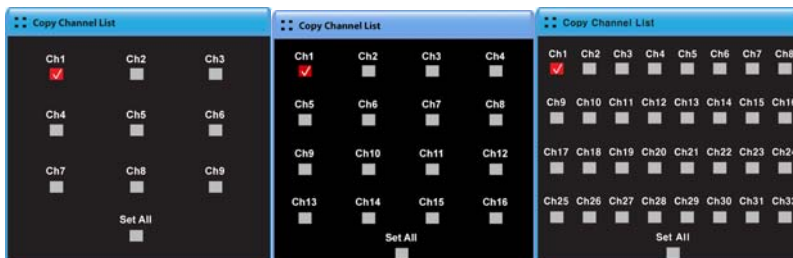 Copy Channel List
Ch1 Ch2 Ch3
Ch4 Ch5 Ch6
Ch7 Ch8 Ch9
Set All
Copy Channel List
Ch1 Ch2 Ch3 Ch4
Ch5 Ch6 Ch7 Ch8
Ch9 Ch10 Ch11 Ch12
Ch13 Ch14 Ch15 Ch16
Set All
Copy Channel List
Ch1 Ch2 Ch3 Ch4 Ch5 Ch6 Ch7 Ch8
Ch9 Ch10 Ch11 Ch12 Ch13 Ch14 Ch15 Ch16
Ch17 Ch18 Ch19 Ch20 Ch21 Ch22 Ch23 Ch24
Ch25 Ch26 Ch27 Ch28 Ch29 Ch30 Ch31 Ch32
Set All